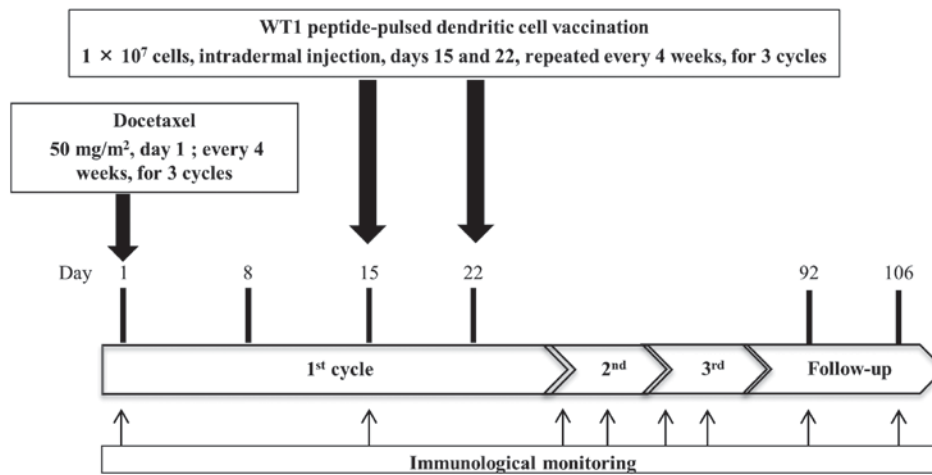 WT1 peptide-pulsed dendritic cell vaccination
1 × 10⁷ cells, intradermal injection, days 15 and 22, repeated every 4 weeks, for 3 cycles
Docetaxel
50 mg/m², day 1 ; every 4
weeks, for 3 cycles
Day 1 8 15 22 92 106
1ˢᵗ cycle 2ⁿᵈ 3ʳᵈ Follow-up
Immunological monitoring